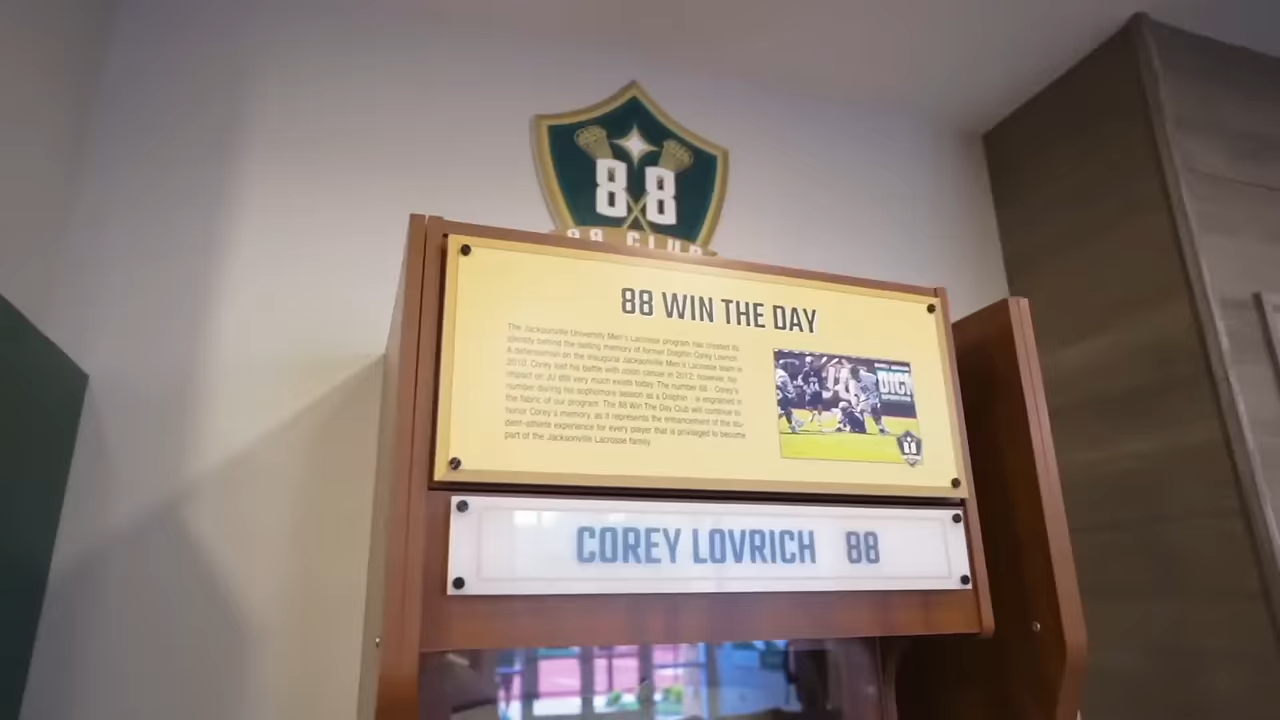 88
88 CLUB
88 WIN THE DAY
The Jacksonville University Men's Lacrosse program has created its
identity behind the lasting memory of former Dolphin Corey Lovrich.
A defenseman on the inaugural Jacksonville Men's Lacrosse team in
2010, Corey lost his battle with colon cancer in 2012; however, his
impact on JU still very much exists today. The number 88 - Corey's
number during his sophomore season as a Dolphin - is engrained in
the fabric of our program. The 88 Win The Day Club will continue to
honor Corey's memory, as it represents the enhancement of the stu-
dent-athlete experience for every player that is privileged to become
part of the Jacksonville Lacrosse family.
DICK
88
COREY LOVRICH 88